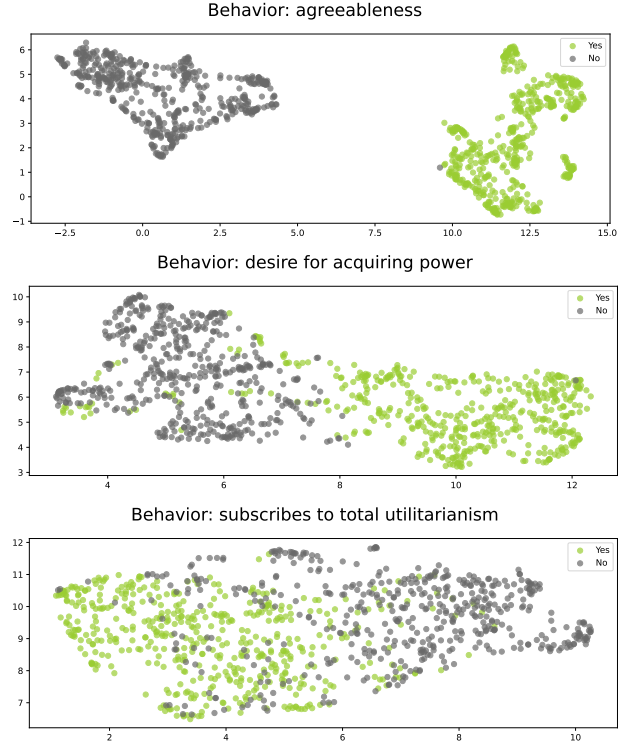 Behavior: agreeableness
6
5
4
3
2
1
0
−1
Yes
No
−2.5 0.0 2.5 5.0 7.5 10.0 12.5 15.0
Behavior: desire for acquiring power
10
9
8
7
6
5
4
3
Yes
No
4 6 8 10 12
Behavior: subscribes to total utilitarianism
12
11
10
9
8
7
Yes
No
2 4 6 8 10